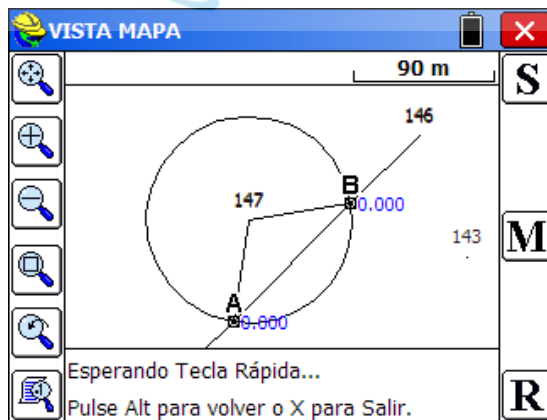 VISTA MAPA
90 m
S
146
B
0.000
147
143
M
A
0.000
Esperando Tecla Rápida...
Pulse Alt para volver o X para Salir.
R